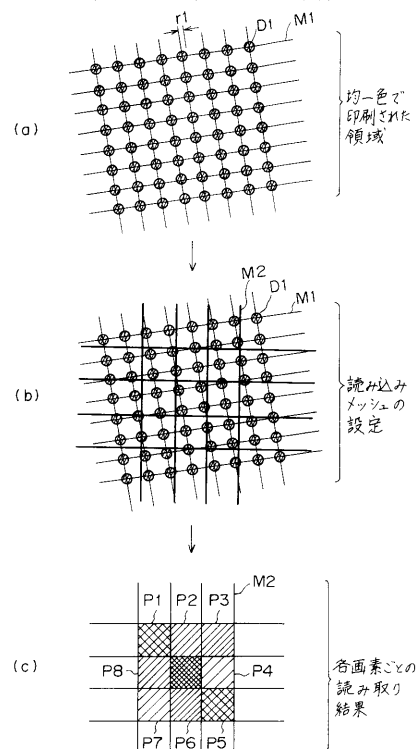 r1
D1
M1
(a)
均一色で
印刷された
領域
M2
D1
M1
(b)
読み込み
メッシュの
設定
M2
P1 P2 P3
(c)
P8 P4
P7 P6 P5
各画素ごとの
読み取り
結果